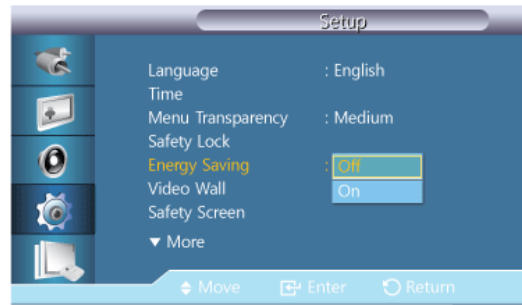 Setup
Language : English
Time
Menu Transparency : Medium
Safety Lock
Energy Saving : Off
Video Wall On
Safety Screen
▼ More
Move Enter Return